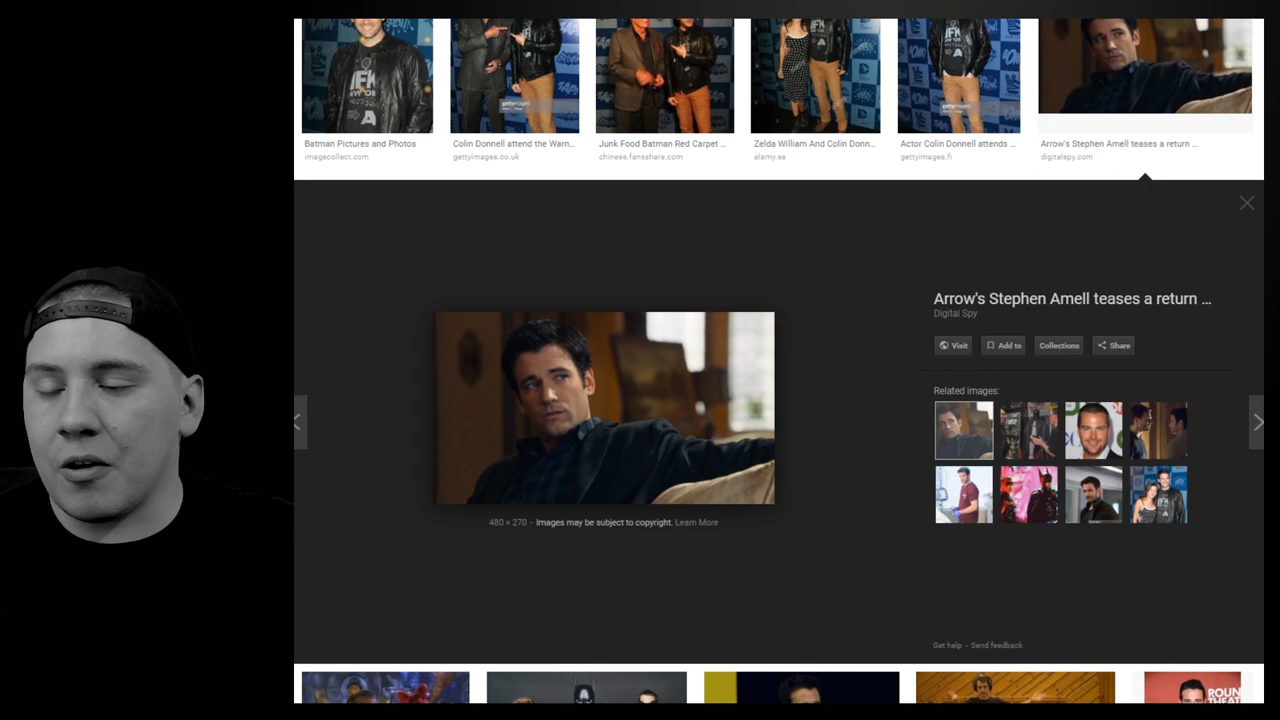 Batman Pictures and Photos
imagecollect.com
Colin Donnell attend the Warn...
gettyimages.co.uk
Junk Food Batman Red Carpet ...
chinese.fanshare.com
Zelda William And Colin Donn...
alamy.es
Actor Colin Donnell attends ...
gettyimages.fi
Arrow's Stephen Amell teases a return ...
digitalspy.com
Arrow's Stephen Amell teases a return ...
Digital Spy
Visit
Add to
Collections
Share
Related images:
480 × 270 - Images may be subject to copyright. Learn More
Get help - Send feedback